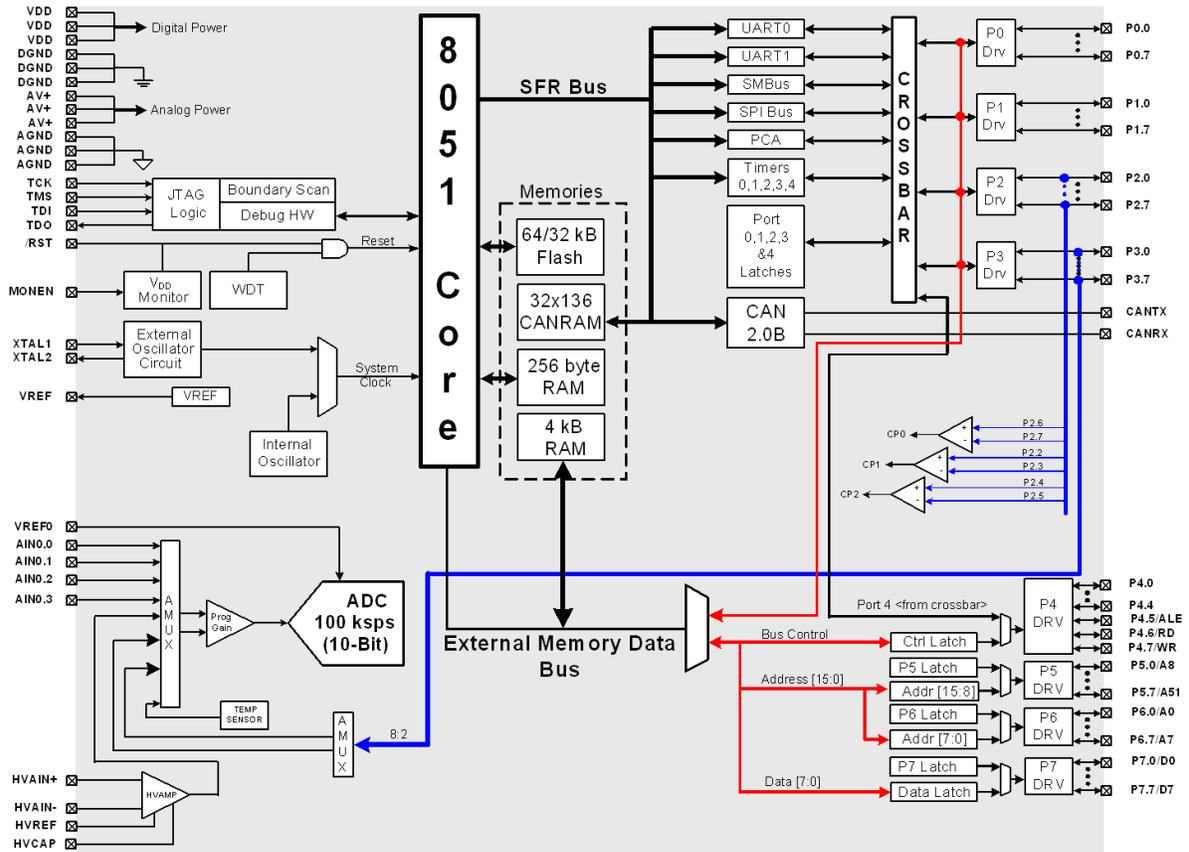 VDD
VDD
VDD
Digital Power
DGND
DGND
DGND
AV+
AV+
AV+
Analog Power
AGND
AGND
AGND
TCK
TMS
TDI
TDO
JTAG
Logic
Boundary Scan
Debug HW
/RST
Reset
VDD
Monitor
WDT
MONEN
XTAL1
XTAL2
External
Oscillator
Circuit
System
Clock
VREF
VREF
Internal
Oscillator
8
0
5
1
C
o
r
e
SFR Bus
Memories
64/32 kB
Flash
32x136
CANRAM
256 byte
RAM
4 kB
RAM
UART0
UART1
SMBus
SPI Bus
PCA
Timers
0,1,2,3,4
Port
0,1,2,3
&4
Latches
CAN
2.0B
C
R
O
S
S
B
A
R
P0
Drv
P1
Drv
P2
Drv
P3
Drv
P0.0
P0.7
P1.0
P1.7
P2.0
P2.7
P3.0
P3.7
CANTX
CANRX
CP0
+
-
P2.6
P2.7
CP1
+
-
P2.2
P2.3
CP2
+
-
P2.4
P2.5
VREF0
AIN0.0
AIN0.1
AIN0.2
AIN0.3
A
M
U
X
Prog
Gain
ADC
100 ksps
(10-Bit)
TEMP
SENSOR
A
M
U
X
8:2
HVAIN+
HVAIN-
HVREF
HVCAP
HVAMP
External Memory Data
Bus
Port 4 <from crossbar>
Bus Control
Ctrl Latch
Address [15:0]
P5 Latch
Addr [15:8]
P6 Latch
Addr [7:0]
P7 Latch
Data [7:0]
Data Latch
P4
DRV
P5
DRV
P6
DRV
P7
DRV
P4.0
P4.4
P4.5/ALE
P4.6/RD
P4.7/WR
P5.0/A8
P5.7/A51
P6.0/A0
P6.7/A7
P7.0/D0
P7.7/D7